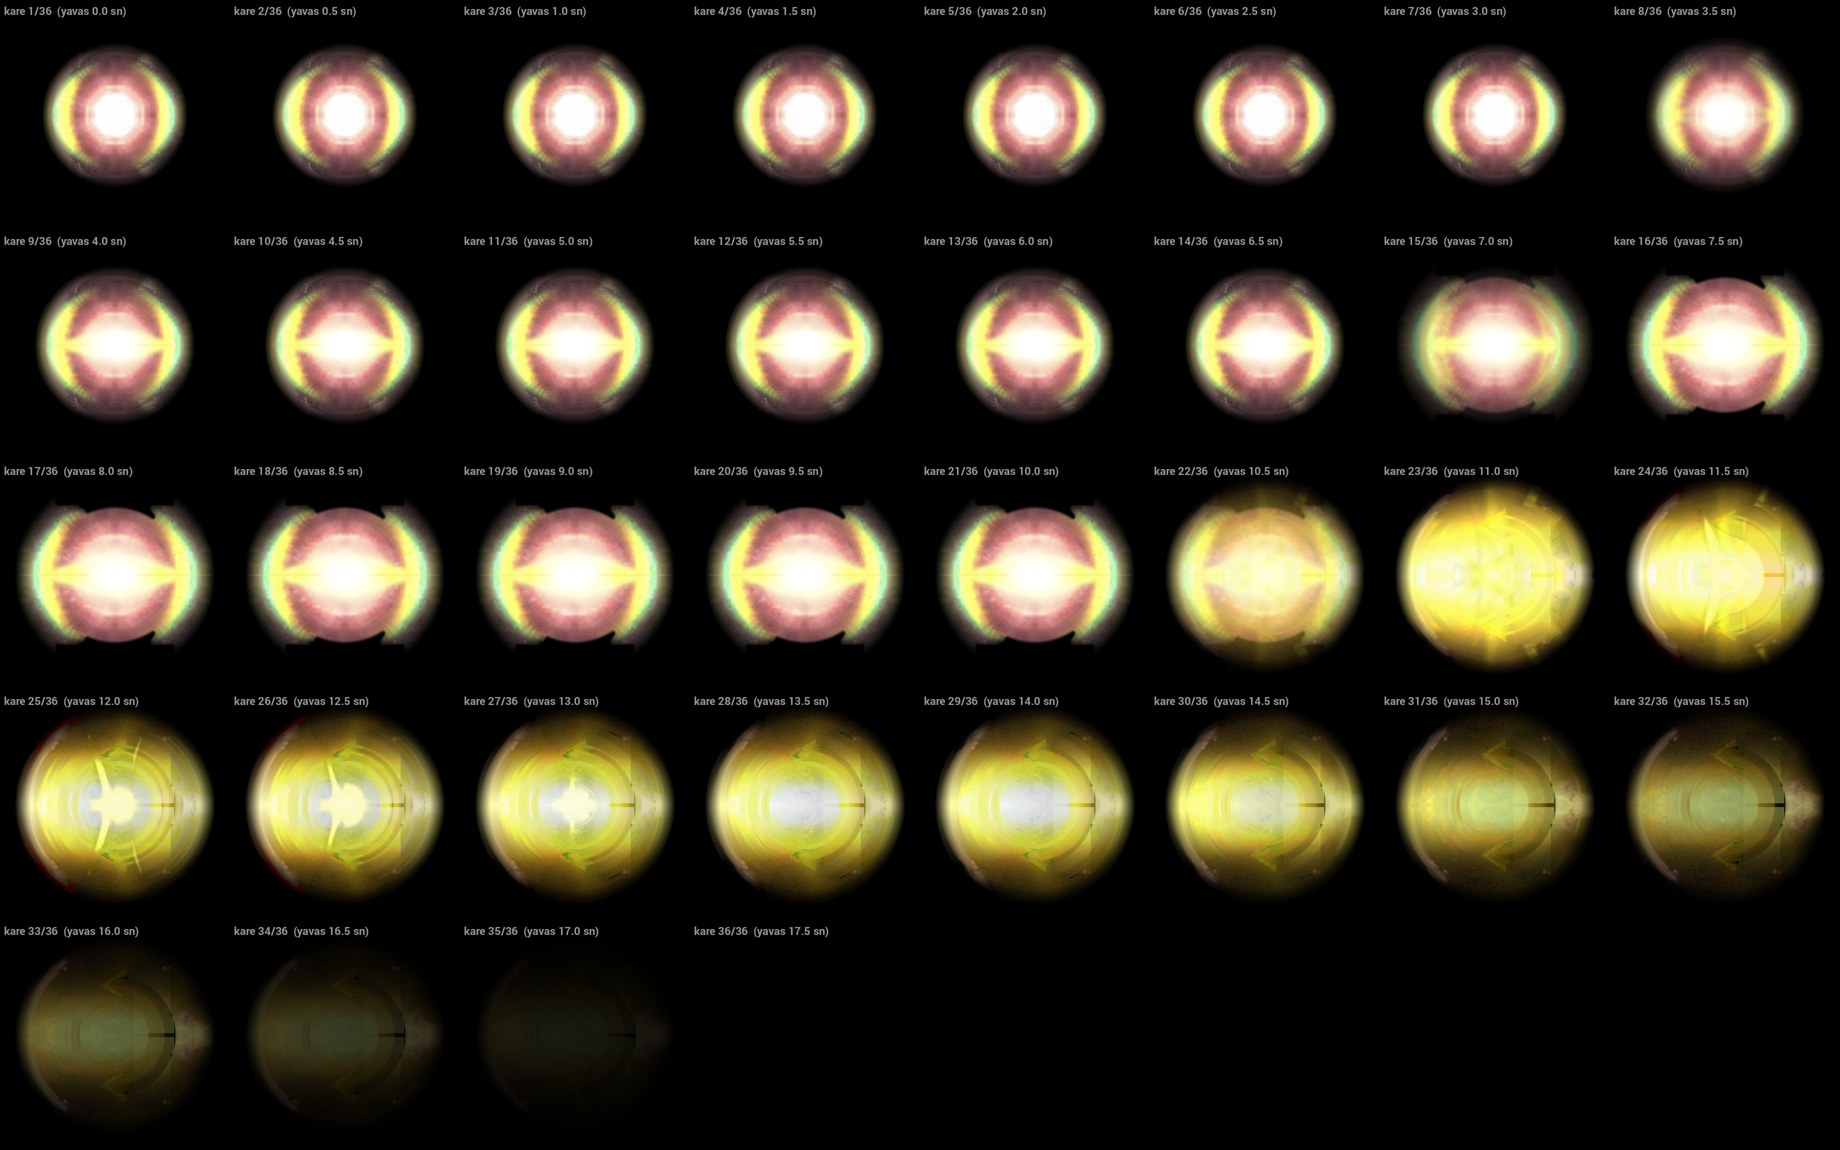 kare 1/36 (yavas 0.0 sn)
kare 2/36 (yavas 0.5 sn)
kare 3/36 (yavas 1.0 sn)
kare 4/36 (yavas 1.5 sn)
kare 5/36 (yavas 2.0 sn)
kare 6/36 (yavas 2.5 sn)
kare 7/36 (yavas 3.0 sn)
kare 8/36 (yavas 3.5 sn)
kare 9/36 (yavas 4.0 sn)
kare 10/36 (yavas 4.5 sn)
kare 11/36 (yavas 5.0 sn)
kare 12/36 (yavas 5.5 sn)
kare 13/36 (yavas 6.0 sn)
kare 14/36 (yavas 6.5 sn)
kare 15/36 (yavas 7.0 sn)
kare 16/36 (yavas 7.5 sn)
kare 17/36 (yavas 8.0 sn)
kare 18/36 (yavas 8.5 sn)
kare 19/36 (yavas 9.0 sn)
kare 20/36 (yavas 9.5 sn)
kare 21/36 (yavas 10.0 sn)
kare 22/36 (yavas 10.5 sn)
kare 23/36 (yavas 11.0 sn)
kare 24/36 (yavas 11.5 sn)
kare 25/36 (yavas 12.0 sn)
kare 26/36 (yavas 12.5 sn)
kare 27/36 (yavas 13.0 sn)
kare 28/36 (yavas 13.5 sn)
kare 29/36 (yavas 14.0 sn)
kare 30/36 (yavas 14.5 sn)
kare 31/36 (yavas 15.0 sn)
kare 32/36 (yavas 15.5 sn)
kare 33/36 (yavas 16.0 sn)
kare 34/36 (yavas 16.5 sn)
kare 35/36 (yavas 17.0 sn)
kare 36/36 (yavas 17.5 sn)